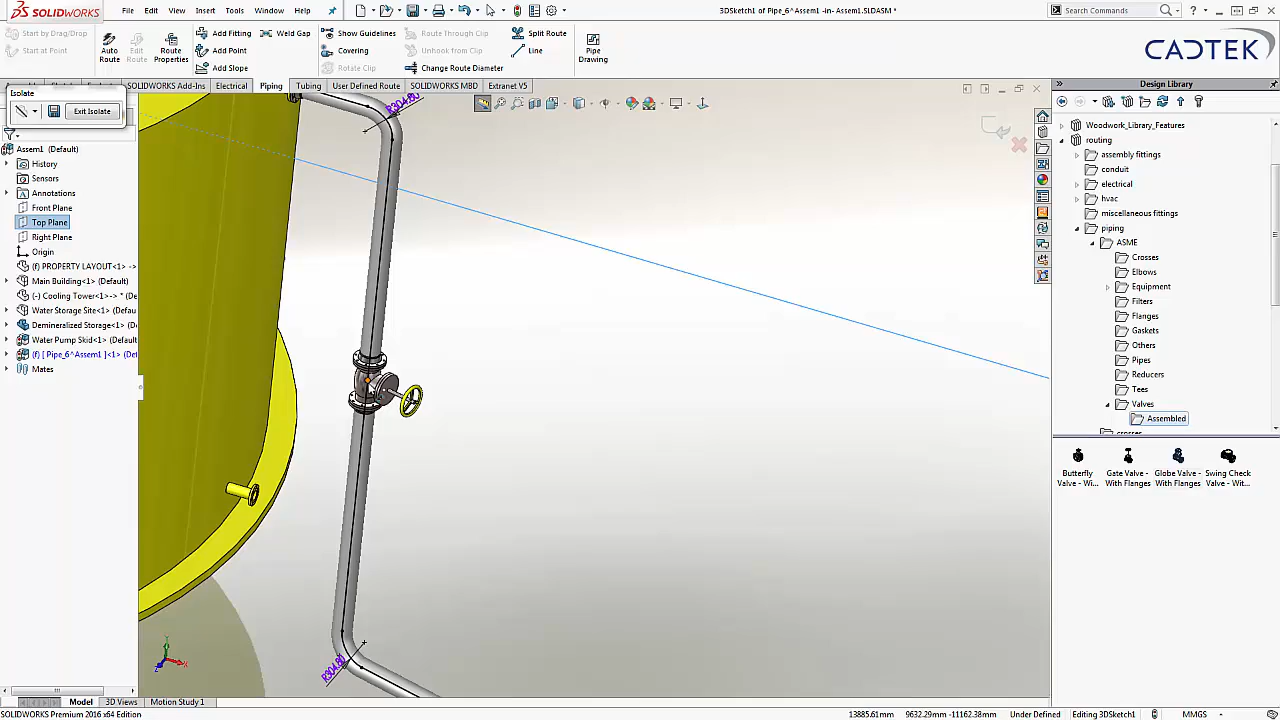 SOLIDWORKS
File Edit View Insert Tools Window Help
3DSketch1 of Pipe_6^Assem1 -in- Assem1.SLDASM *
Search Commands
Start by Drag/Drop
Start at Point
Auto Route
Edit Route
Route Properties
Add Fitting
Add Point
Add Slope
Weld Gap
Show Guidelines
Covering
Rotate Clip
Route Through Clip
Unhook from Clip
Change Route Diameter
Split Route
Line
Pipe Drawing
CADTEK
SOLIDWORKS Add-Ins Electrical Piping Tubing User Defined Route SOLIDWORKS MBD Extranet V5
Isolate
Exit Isolate
Assem1 (Default)
History
Sensors
Annotations
Front Plane
Top Plane
Right Plane
Origin
(f) PROPERTY LAYOUT<1> ->
Main Building<1> (Default)
(-) Cooling Tower<1>-> * (De
Water Storage Site<1> (Defau
Demineralized Storage<1>
Water Pump Skid<1> (Default)
(f) [ Pipe_6^Assem1 ]<1> (Det
Mates
R304.80
R304.80
Design Library
Woodwork_Library_Features
routing
assembly fittings
conduit
electrical
hvac
miscellaneous fittings
piping
ASME
Crosses
Elbows
Equipment
Filters
Flanges
Gaskets
Others
Pipes
Reducers
Tees
Valves
Assembled
Butterfly Valve - Wi...
Gate Valve - With Flanges
Globe Valve - With Flanges
Swing Check Valve - Wit...
Model 3D Views Motion Study 1
SOLIDWORKS Premium 2016 x64 Edition
13885.61mm 9632.29mm -11162.38mm Under Defined Editing 3DSketch1 MMGS